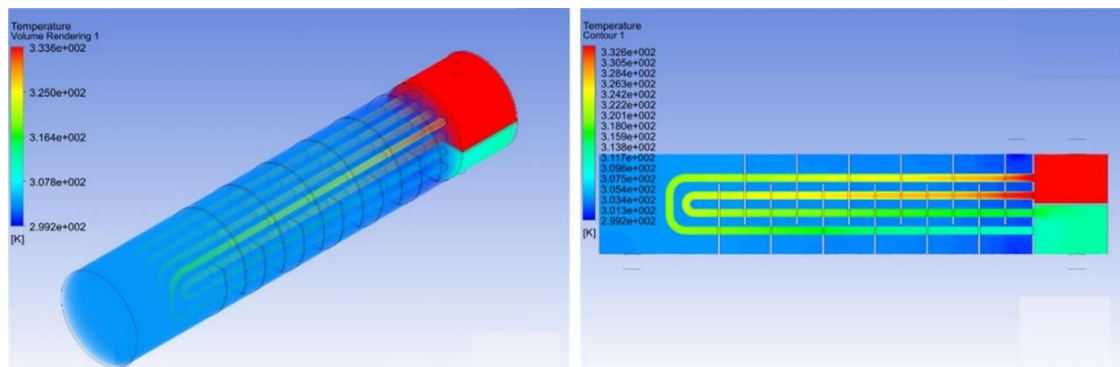 Temperature
Volume Rendering 1
3.336e+002
3.250e+002
3.164e+002
3.078e+002
2.992e+002
[K]
Temperature
Contour 1
3.326e+002
3.305e+002
3.284e+002
3.263e+002
3.242e+002
3.222e+002
3.201e+002
3.180e+002
3.159e+002
3.138e+002
3.117e+002
3.096e+002
3.075e+002
3.054e+002
3.034e+002
3.013e+002
2.992e+002
[K]